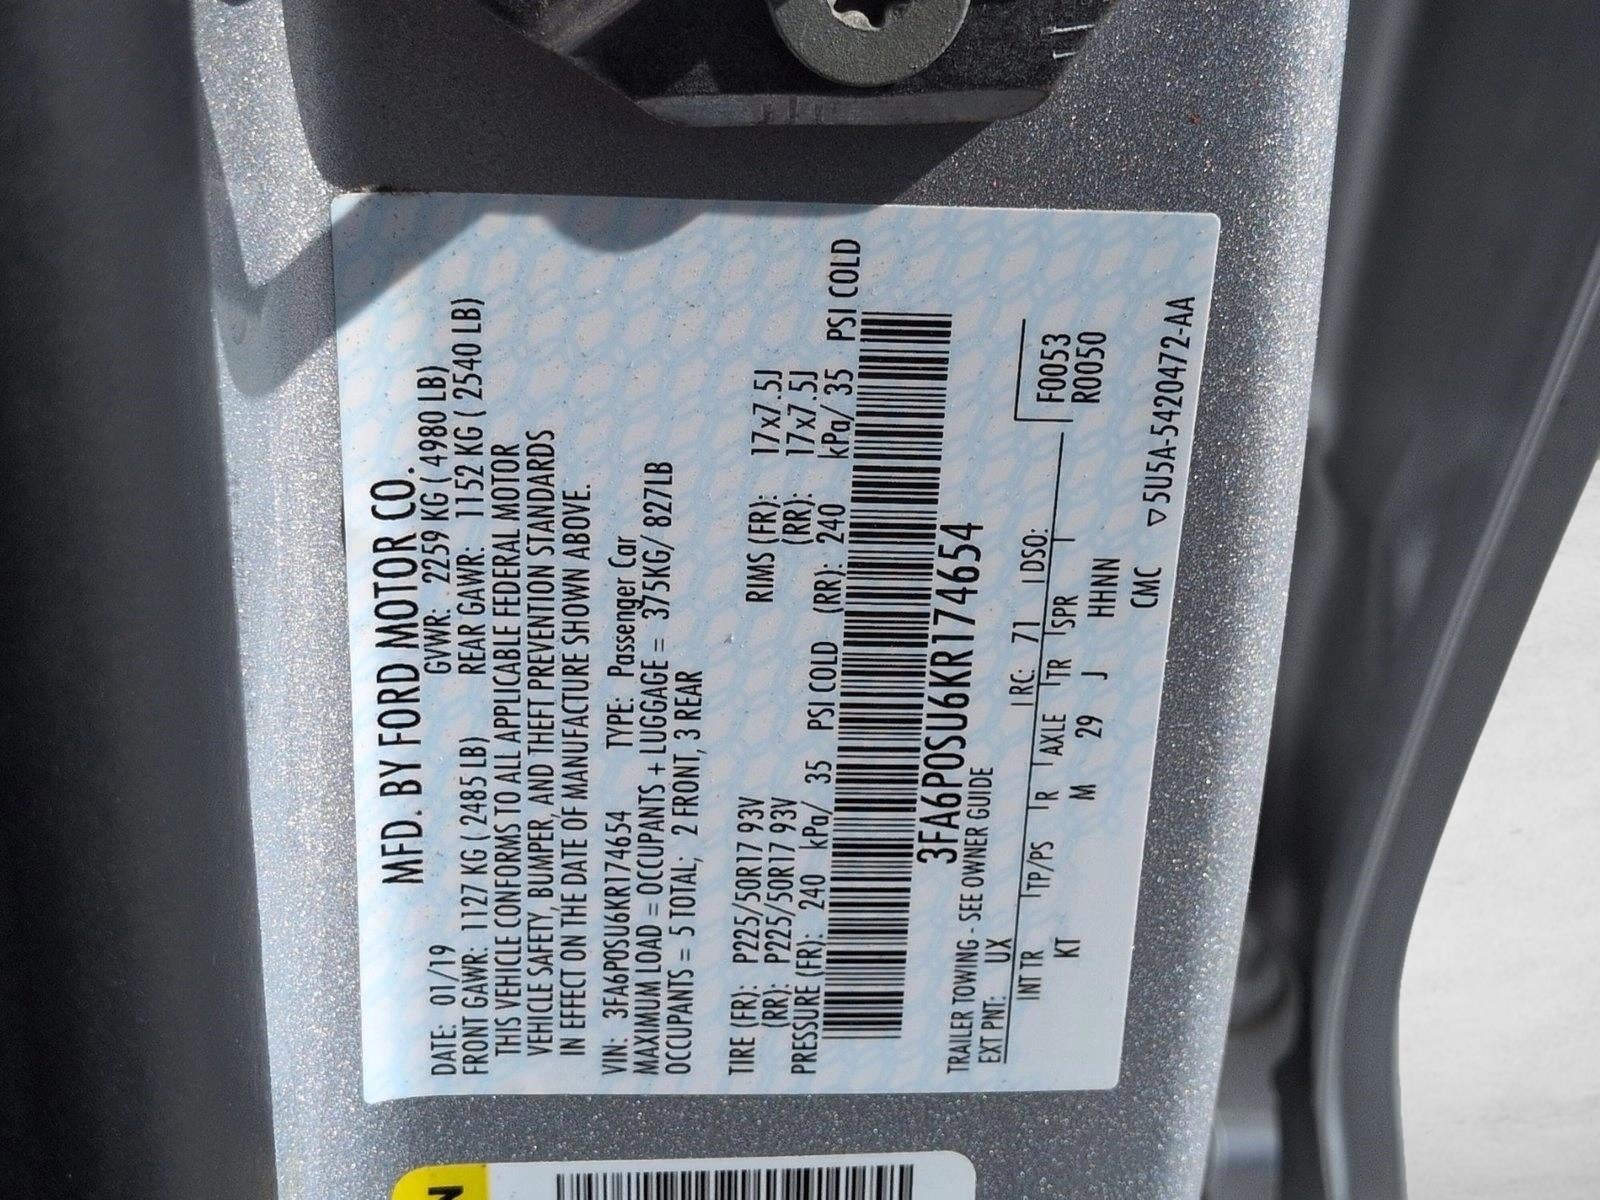 MFD. BY FORD MOTOR CO.
DATE: 01/19 GVWR: 2259 KG ( 4980 LB)
FRONT GAWR: 1127 KG ( 2485 LB) REAR GAWR: 1152 KG ( 2540 LB)
THIS VEHICLE CONFORMS TO ALL APPLICABLE FEDERAL MOTOR
VEHICLE SAFETY, BUMPER, AND THEFT PREVENTION STANDARDS
IN EFFECT ON THE DATE OF MANUFACTURE SHOWN ABOVE.
VIN: 3FA6P0SU6KR174654 TYPE: Passenger Car
MAXIMUM LOAD = OCCUPANTS + LUGGAGE = 375KG/ 827LB
OCCUPANTS = 5 TOTAL; 2 FRONT, 3 REAR
TIRE (FR): P225/50R17 93V RIMS (FR): 17x7.5J
(RR): P225/50R17 93V (RR): 17x7.5J
PRESSURE (FR): 240 kPa/ 35 PSI COLD (RR): 240 kPa/ 35 PSI COLD
3FA6P0SU6KR174654
TRAILER TOWING - SEE OWNER GUIDE
EXT PNT: UX RC: 71 DSO: F0053
INT TR TP/PS R AXLE TR SPR R0050
KT M 29 J HHNN
CMC ▽5U5A-5420472-AA
N